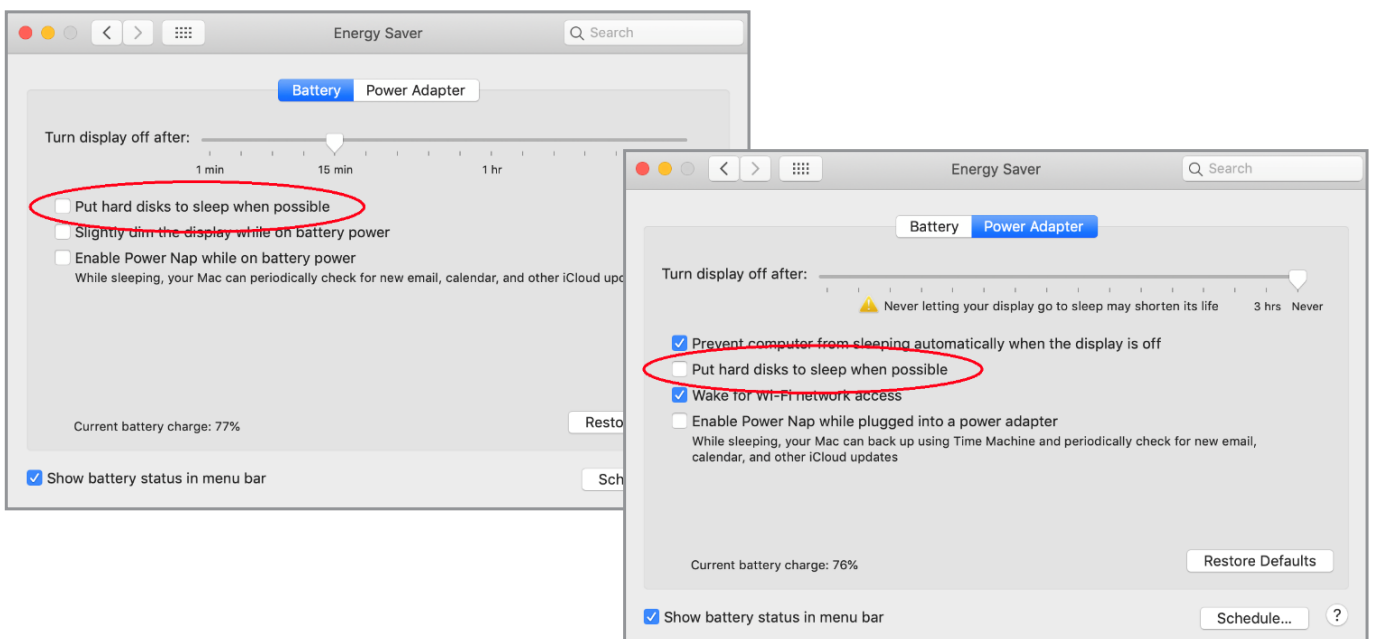 Energy Saver
Search
Battery Power Adapter
Turn display off after:
1 min 15 min 1 hr
Put hard disks to sleep when possible
Slightly dim the display while on battery power
Enable Power Nap while on battery power
While sleeping, your Mac can periodically check for new email, calendar, and other iCloud upd
Current battery charge: 77%
Resto
Show battery status in menu bar
Sch
Energy Saver
Search
Battery Power Adapter
Turn display off after:
Never letting your display go to sleep may shorten its life 3 hrs Never
Prevent computer from sleeping automatically when the display is off
Put hard disks to sleep when possible
Wake for Wi-Fi network access
Enable Power Nap while plugged into a power adapter
While sleeping, your Mac can back up using Time Machine and periodically check for new email,
calendar, and other iCloud updates
Current battery charge: 76%
Restore Defaults
Show battery status in menu bar
Schedule... ?